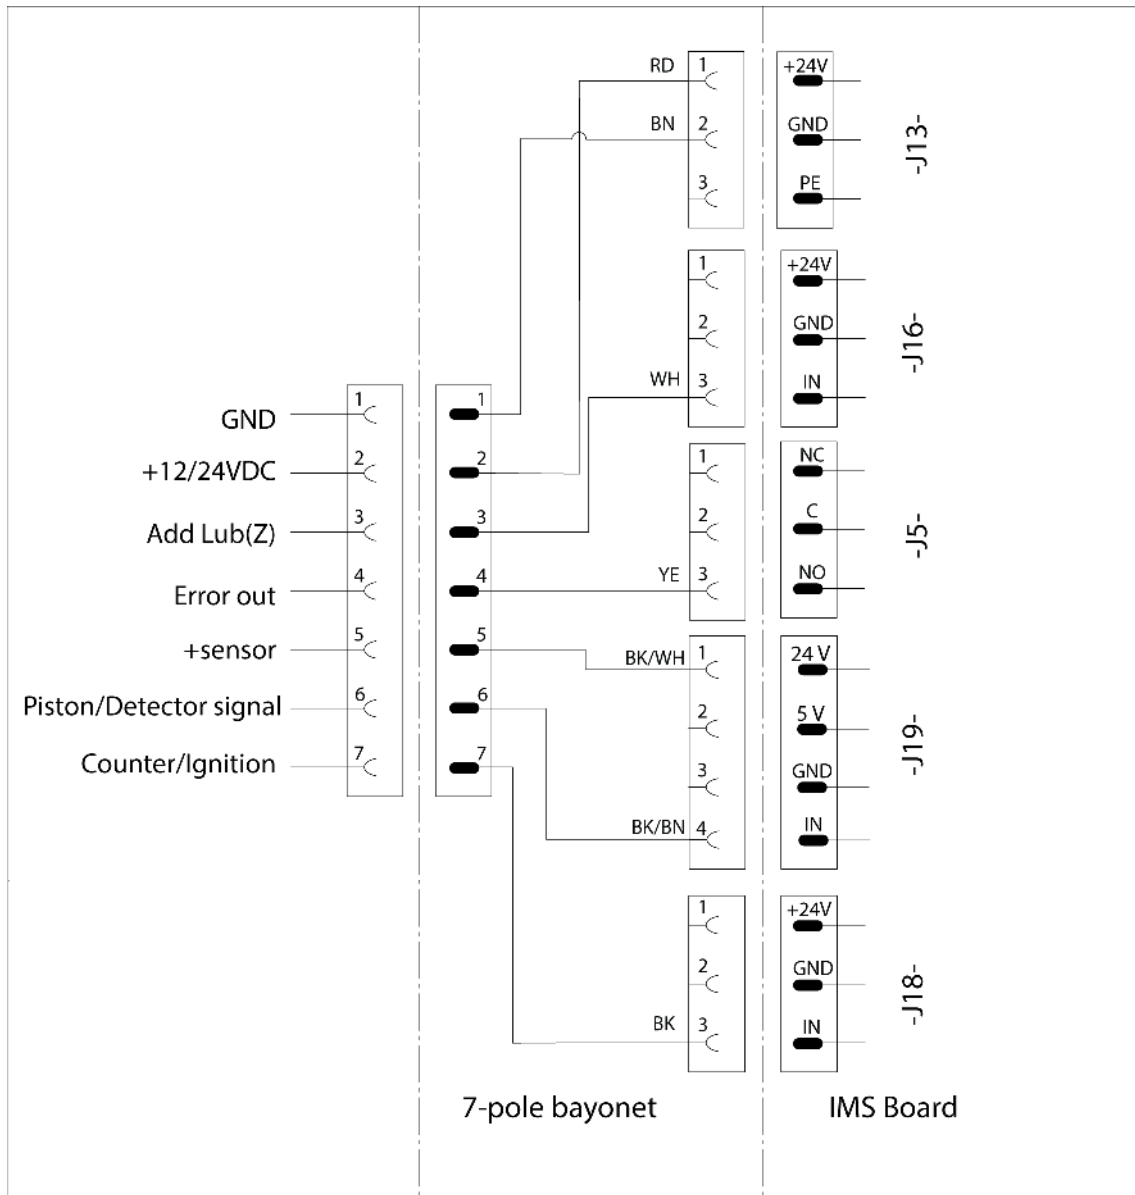 GND
+12/24VDC
Add Lub(Z)
Error out
+sensor
Piston/Detector signal
Counter/Ignition
1
2
3
4
5
6
7
1
2
3
4
5
6
7
RD 1
BN 2
3
1
2
WH 3
1
2
YE 3
BK/WH 1
2
3
BK/BN 4
1
2
BK 3
+24V
GND
PE
-J13-
+24V
GND
IN
-J16-
NC
C
NO
-J5-
24 V
5 V
GND
IN
-J19-
+24V
GND
IN
-J18-
7-pole bayonet
IMS Board